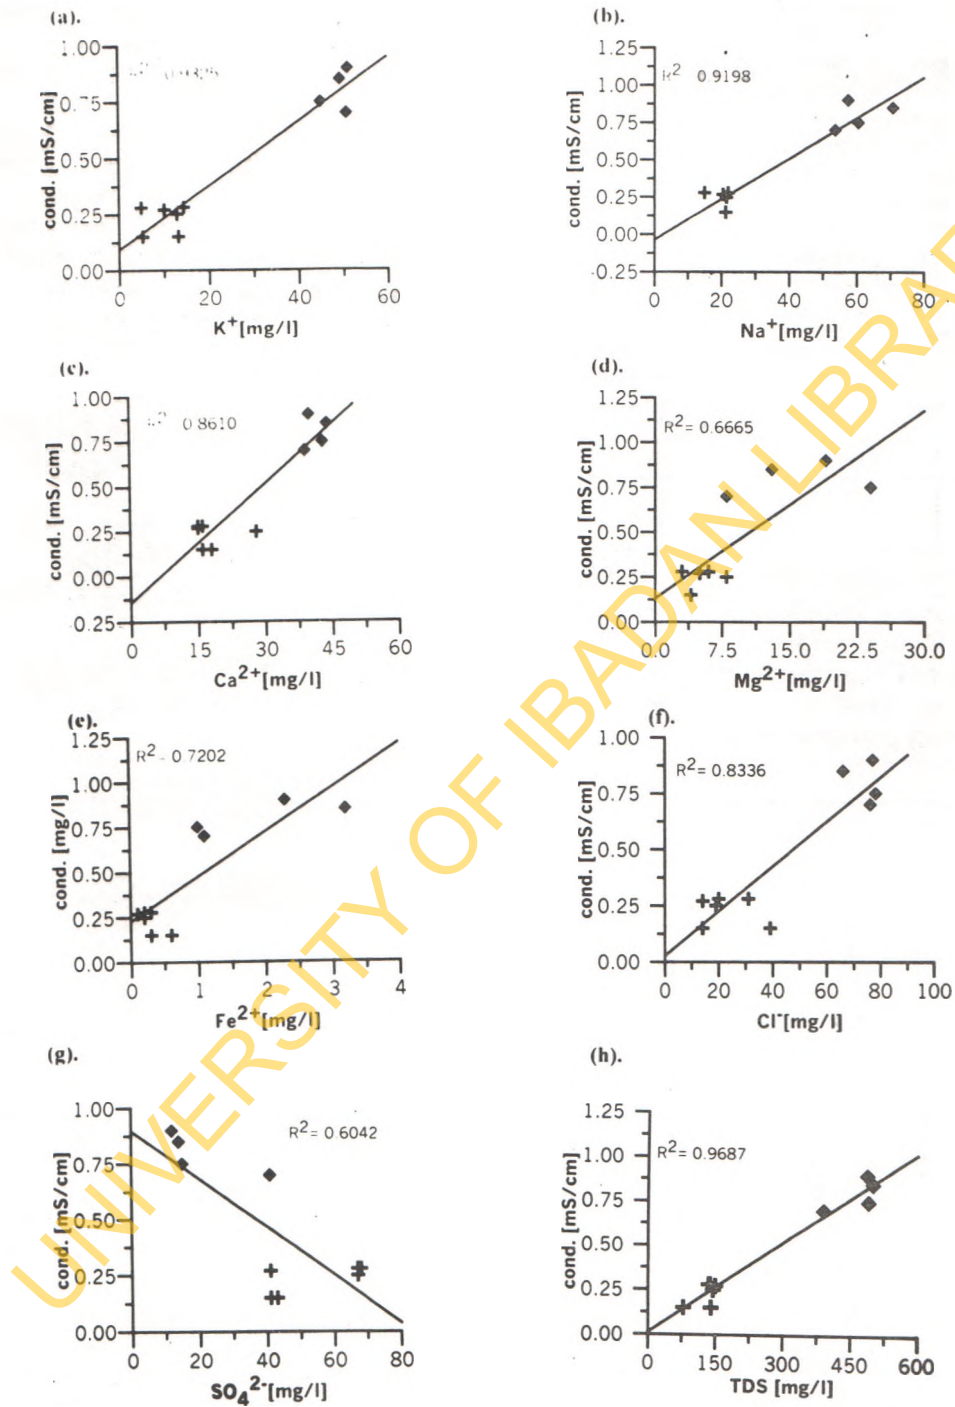 (a).
1.00
0.75
0.50
0.25
0.00
cond. [mS/cm]
0 20 40 60
K+[mg/l]
(b).
R2 0.9198
1.25
1.00
0.75
0.50
0.25
0.00
-0.25
cond. [mS/cm]
0 20 40 60 80
Na+[mg/l]
(c).
0.8610
1.00
0.75
0.50
0.25
0.00
-0.25
cond. [mS/cm]
0 15 30 45 60
Ca2+[mg/l]
(d).
R2= 0.6665
1.25
1.00
0.75
0.50
0.25
0.00
cond. [mS/cm]
0.0 7.5 15.0 22.5 30.0
Mg2+[mg/l]
(e).
R2- 0.7202
1.25
1.00
0.75
0.50
0.25
0.00
cond. [mg/l]
0 1 2 3 4
Fe2+[mg/l]
(f).
R2= 0.8336
1.00
0.75
0.50
0.25
0.00
cond. [mS/cm]
0 20 40 60 80 100
Cl-[mg/l]
(g).
R2= 0.6042
1.00
0.75
0.50
0.25
0.00
cond. [mS/cm]
0 20 40 60 80
SO42-[mg/l]
(h).
R2= 0.9687
1.25
1.00
0.75
0.50
0.25
0.00
cond. [mS/cm]
0 150 300 450 600
TDS [mg/l]
UNIVERSITY OF IBADAN LIBRAR